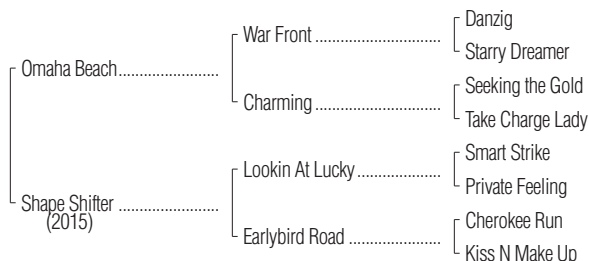 Danzig
War Front
Starry Dreamer
Omaha Beach
Seeking the Gold
Charming
Take Charge Lady
Smart Strike
Lookin At Lucky
Private Feeling
Shape Shifter
(2015)
Cherokee Run
Earlybird Road
Kiss N Make Up